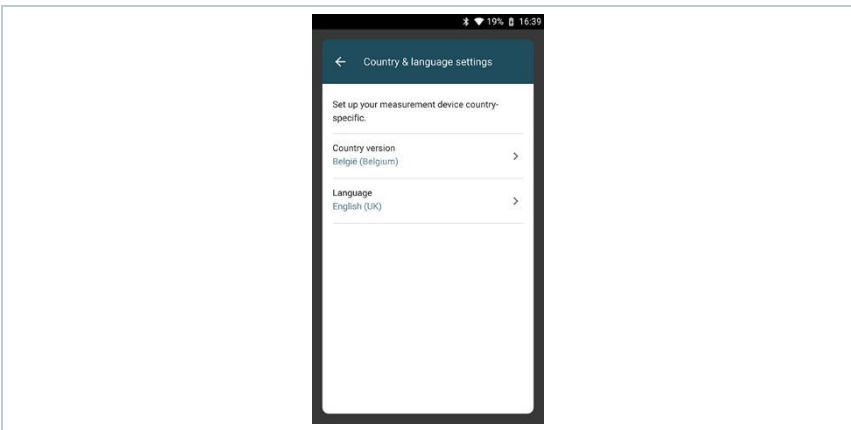 19% 16:39
Country & language settings
Set up your measurement device country-
specific.
Country version
België (Belgium)
Language
English (UK)